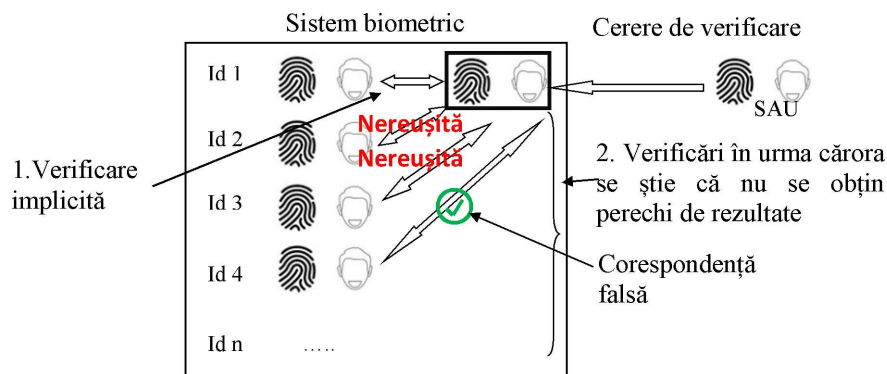 Sistem biometric
Cerere de verificare
Id 1
SAU
Nereușită
Id 2
Nereușită
1.Verificare
implicită
2. Verificări în urma cărora
se știe că nu se obțin
perechi de rezultate
Id 3
Id 4
Corespondență
falsă
Id n
.....